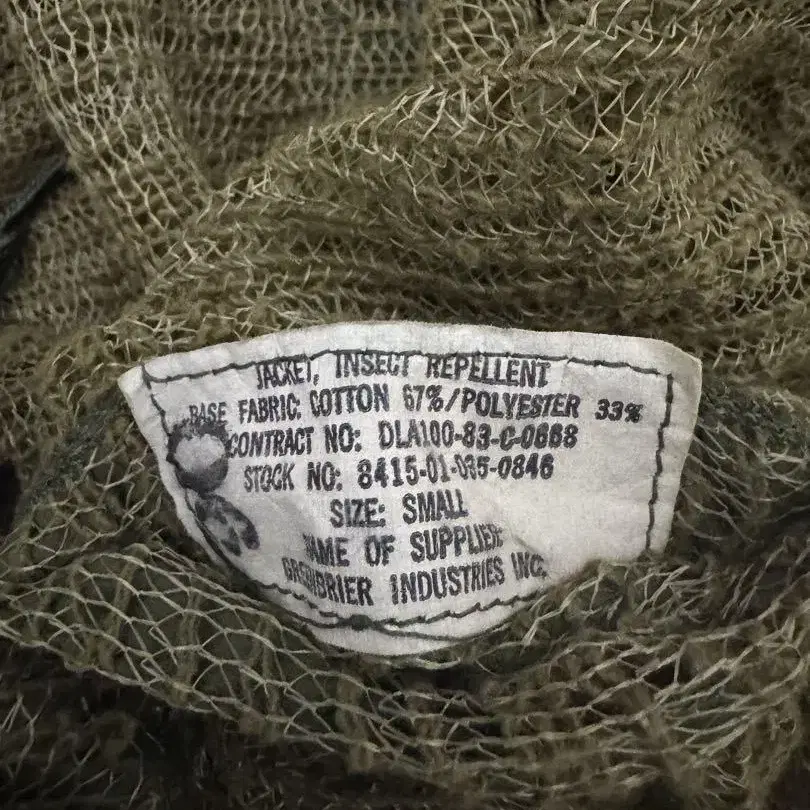 JACKET, INSECT REPELLENT
BASE FABRIC: COTTON 67%/POLYESTER 33%
CONTRACT NO: DLA100-83-C-0668
STOCK NO: 8415-01-035-0846
SIZE: SMALL
NAME OF SUPPLIER:
GREENBRIER INDUSTRIES INC.